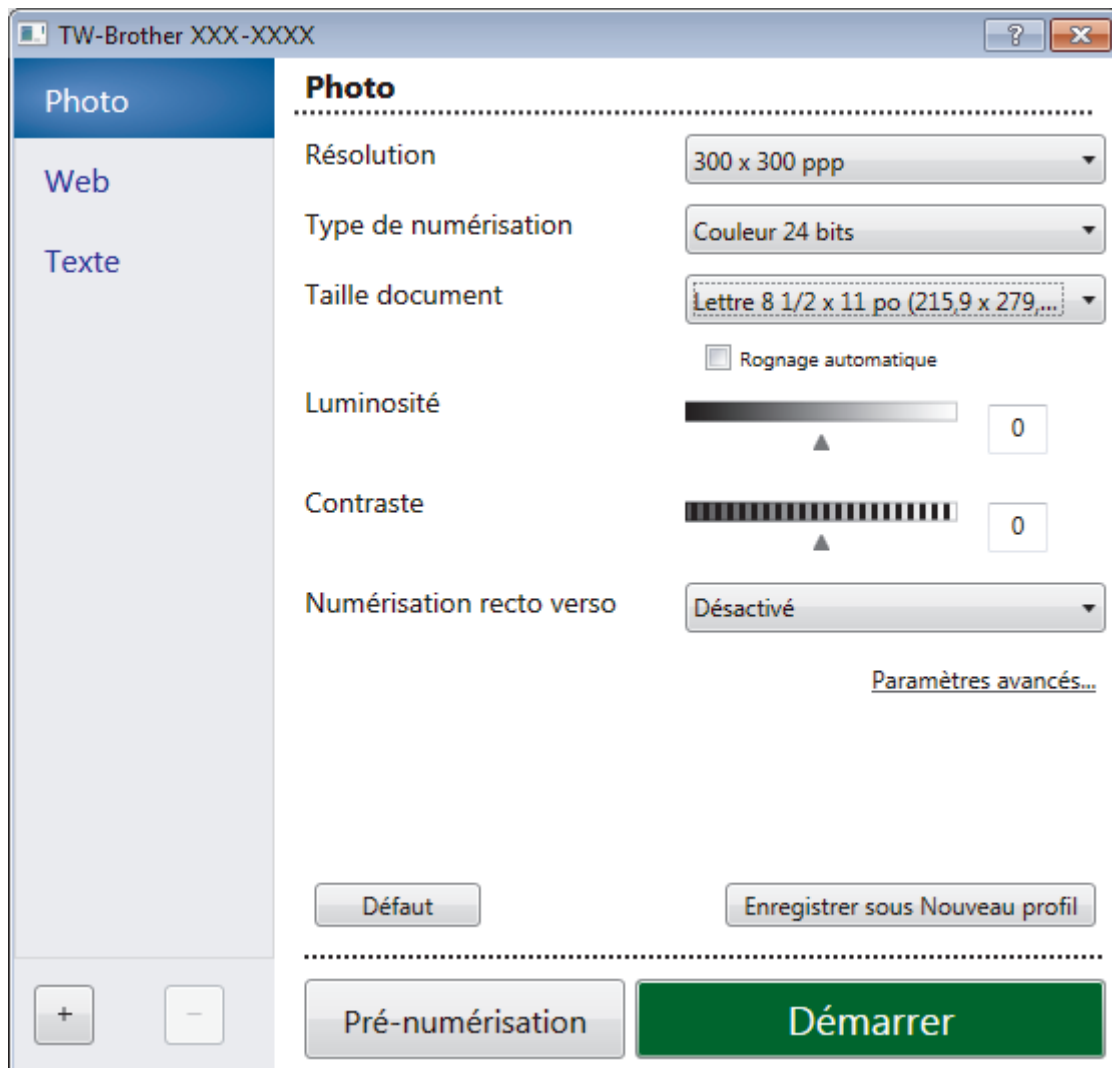 TW-Brother XXX-XXXX
?
Photo
Web
Texte
Photo
Résolution
300 x 300 ppp
Type de numérisation
Couleur 24 bits
Taille document
Lettre 8 1/2 x 11 po (215,9 x 279,...
Rognage automatique
Luminosité
0
Contraste
0
Numérisation recto verso
Désactivé
Paramètres avancés...
Défaut
Enregistrer sous Nouveau profil
+
−
Pré-numérisation
Démarrer